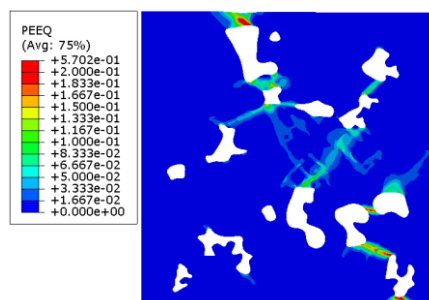 PEEQ
(Avg: 75%)
+5.702e-01
+2.000e-01
+1.833e-01
+1.667e-01
+1.500e-01
+1.333e-01
+1.167e-01
+1.000e-01
+8.333e-02
+6.667e-02
+5.000e-02
+3.333e-02
+1.667e-02
+0.000e+00